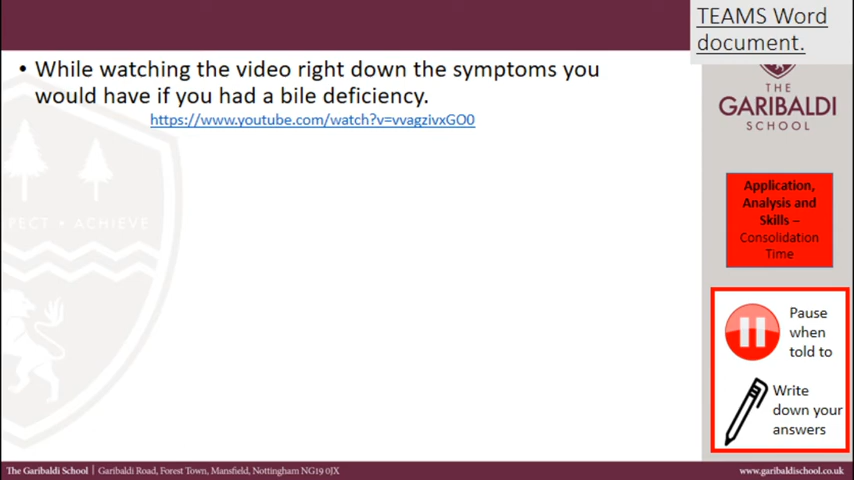 TEAMS Word
document.
• While watching the video right down the symptoms you
would have if you had a bile deficiency.
https://www.youtube.com/watch?v=vvagzivxGO0
THE
GARIBALDI
SCHOOL
PECT • ACHIEVE
Application,
Analysis and
Skills –
Consolidation
Time
Pause
when
told to
Write
down your
answers
The Garibaldi School | Garibaldi Road, Forest Town, Mansfield, Nottingham NG19 0JX
www.garibaldischool.co.uk